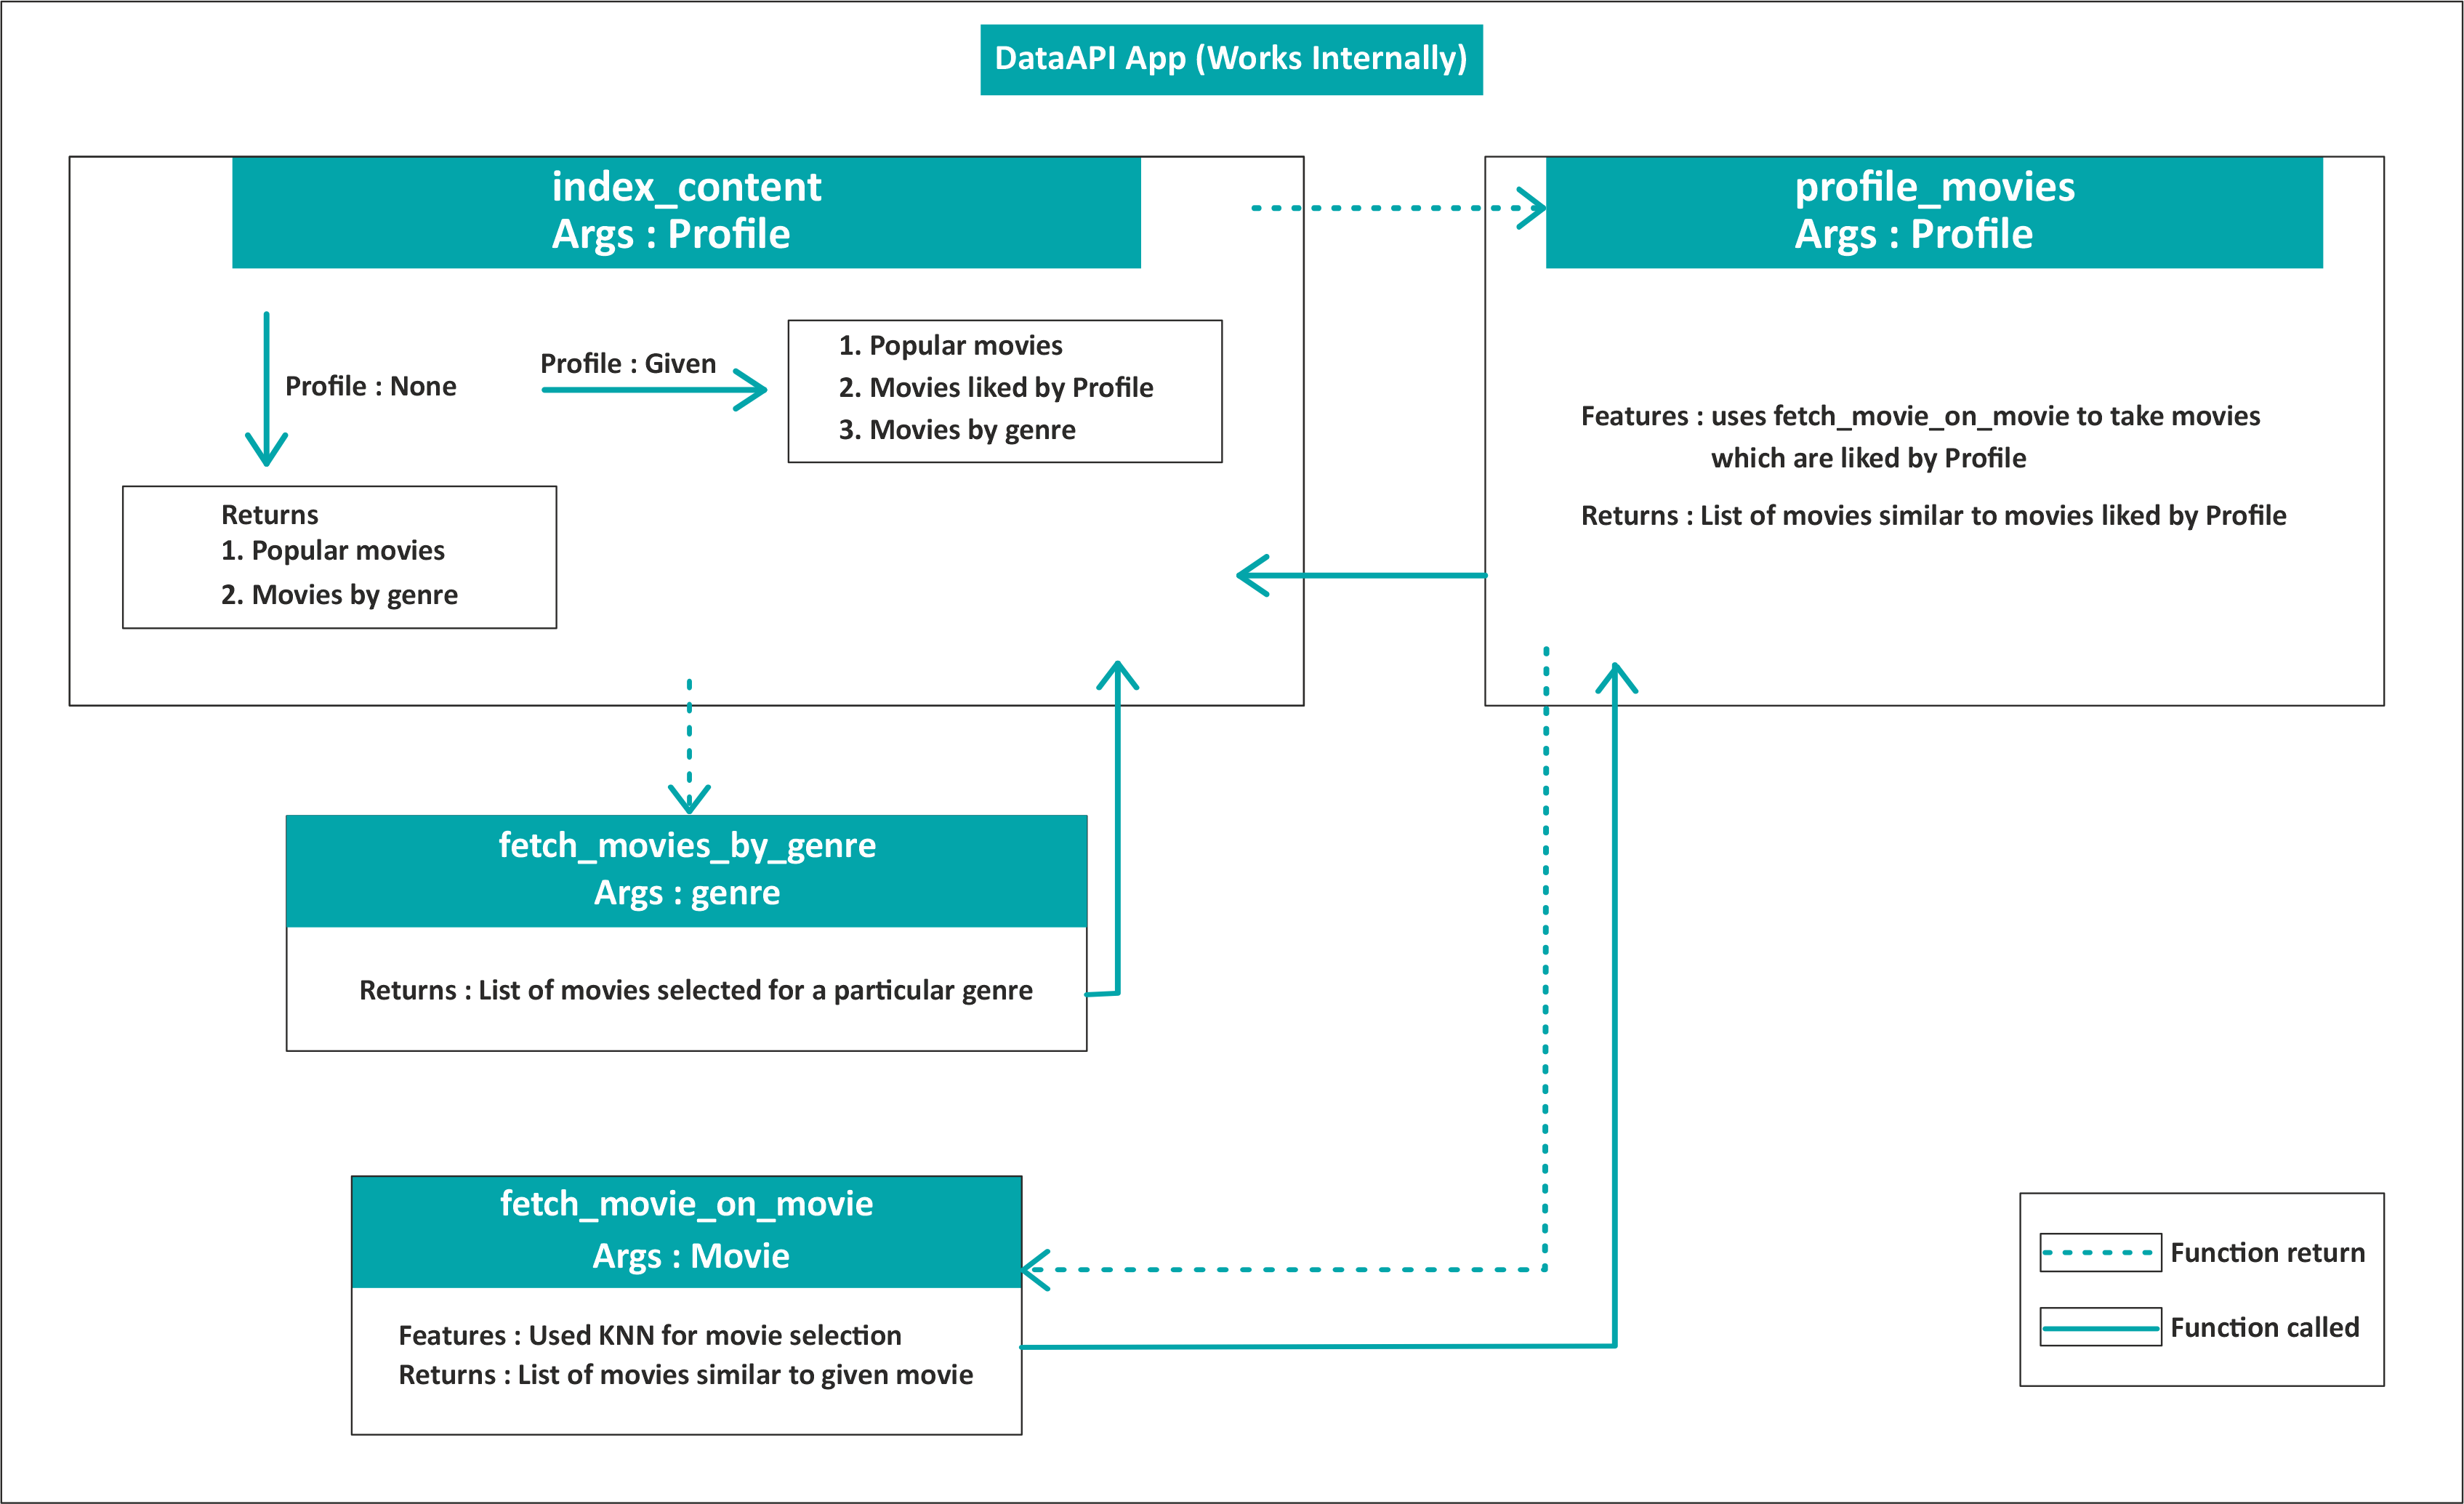 DataAPI App (Works Internally)
index_content
Args : Profile
Profile : None
Profile : Given
1. Popular movies
2. Movies liked by Profile
3. Movies by genre
Returns
1. Popular movies
2. Movies by genre
profile_movies
Args : Profile
Features : uses fetch_movie_on_movie to take movies
which are liked by Profile
Returns : List of movies similar to movies liked by Profile
fetch_movies_by_genre
Args : genre
Returns : List of movies selected for a particular genre
fetch_movie_on_movie
Args : Movie
Features : Used KNN for movie selection
Returns : List of movies similar to given movie
Function return
Function called